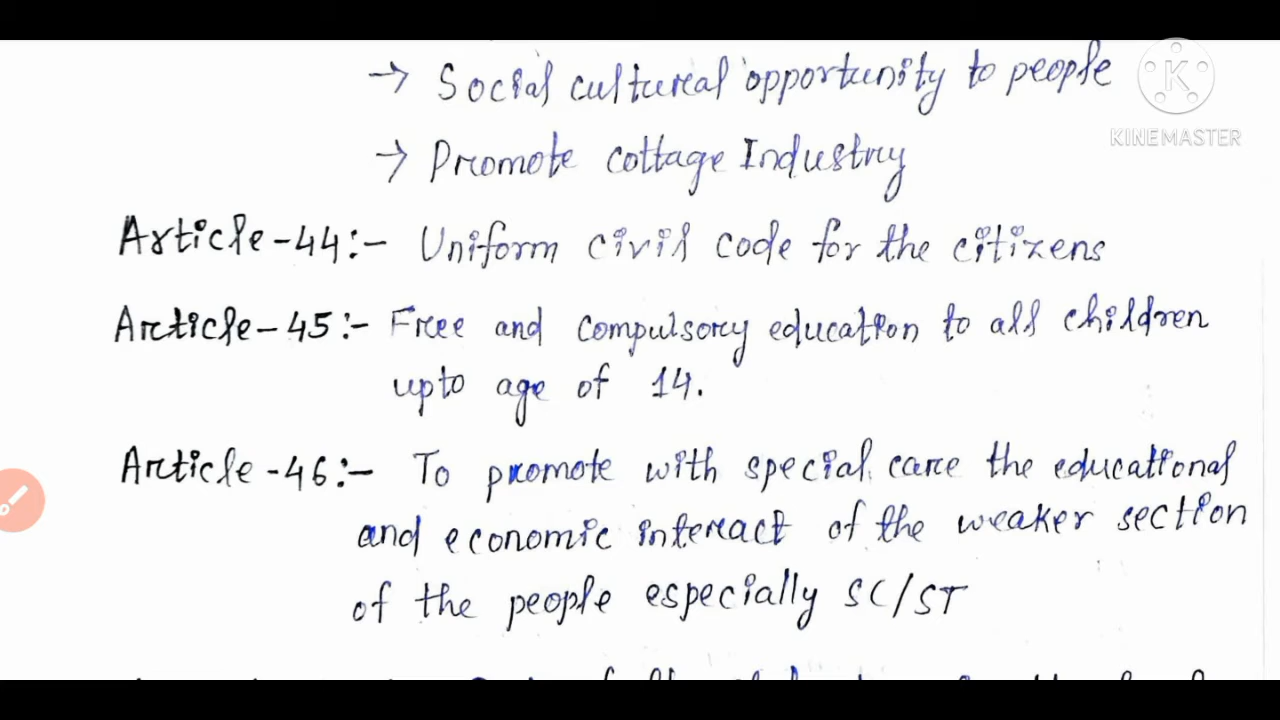 → Social cultural opportunity to people
→ Promote cottage Industry
KINEMASTER
Article-44:- Uniform civil code for the citizens
Article-45:- Free and compulsory education to all children
upto age of 14.
Article-46:- To promote with special care the educational
and economic interact of the weaker section
of the people especially SC/ST